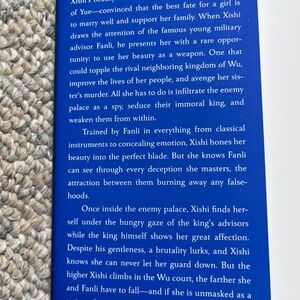 of Yue—convinced that the best fate for a girl is
to marry well and support her family. When Xishi
draws the attention of the famous young military
advisor Fanli, he presents her with a rare oppor-
tunity: to use her beauty as a weapon. One that
could topple the rival neighboring kingdom of Wu,
improve the lives of her people, and avenge her sis-
ter's murder. All she has to do is infiltrate the enemy
palace as a spy, seduce their immoral king, and
weaken them from within.
Trained by Fanli in everything from classical
instruments to concealing emotion, Xishi hones her
beauty into the perfect blade. But she knows Fanli
can see through every deception she masters, the
attraction between them burning away any false-
hoods.
Once inside the enemy palace, Xishi finds her-
self under the hungry gaze of the king's advisors
while the king himself shows her great affection.
Despite his gentleness, a brutality lurks, and Xishi
knows she can never let her guard down. But the
higher Xishi climbs in the Wu court, the farther she
and Fanli have to fall—and if she is unmasked as a